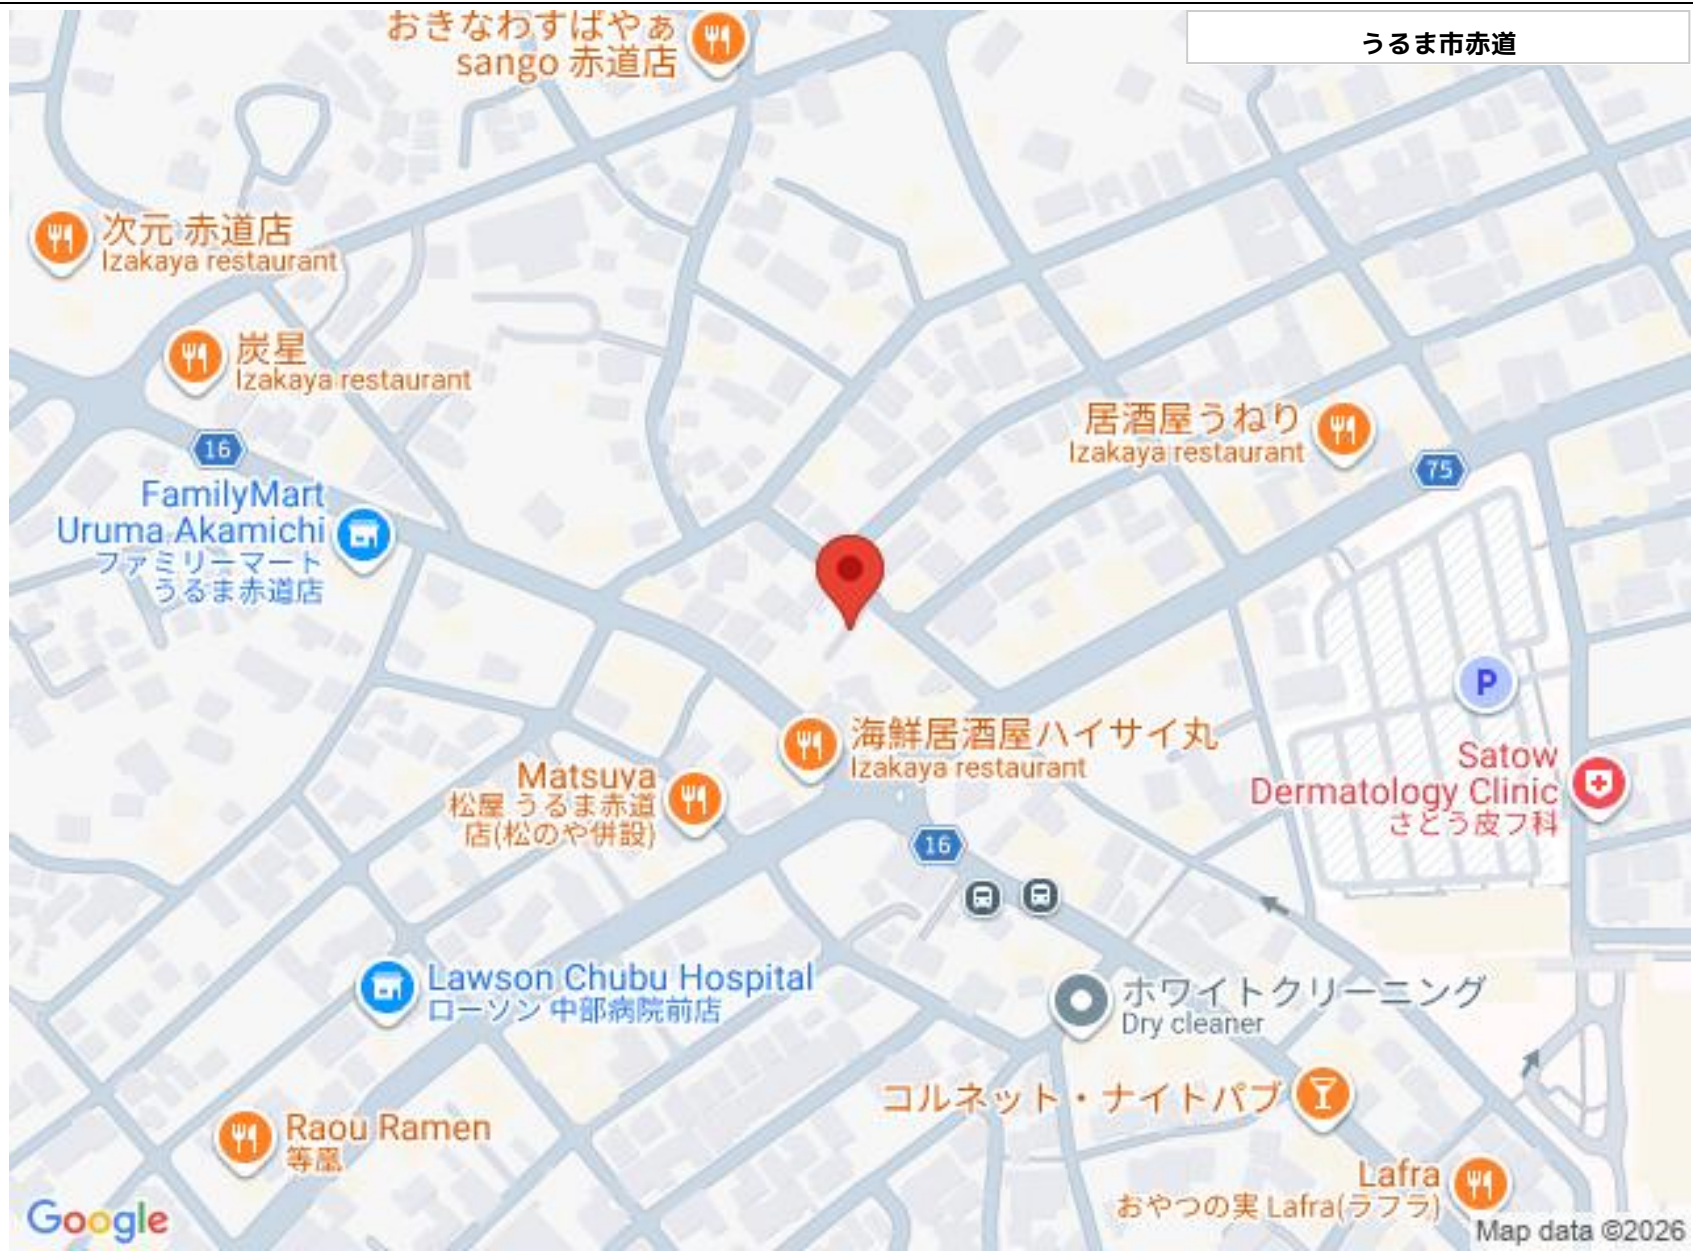 うるま市赤道
おきなわすばやぁ
sango 赤道店
次元 赤道店
Izakaya restaurant
炭星
Izakaya restaurant
16
FamilyMart
Uruma Akamichi
ファミリーマート
うるま赤道店
居酒屋うねり
Izakaya restaurant
75
P
海鮮居酒屋ハイサイ丸
Izakaya restaurant
Matsuya
松屋 うるま赤道
店(松のや併設)
Satow
Dermatology Clinic
さとう皮フ科
16
Lawson Chubu Hospital
ローソン 中部病院前店
ホワイトクリーニング
Dry cleaner
コルネット・ナイトパブ
Raou Ramen
等凰
Lafra
おやつの実 Lafra(ラフラ)
Google
Map data ©2026